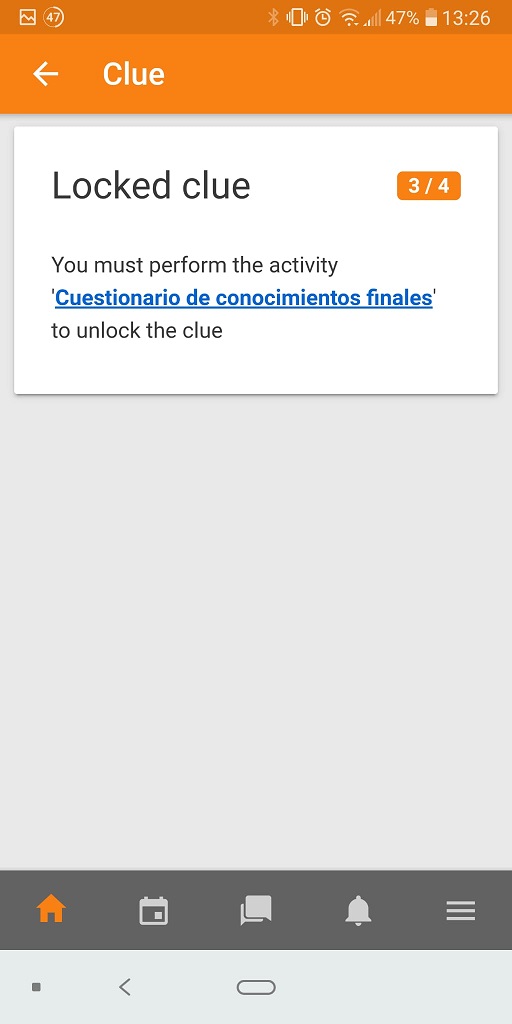 47 47% 13:26
Clue
Locked clue 3 / 4
You must perform the activity
'Cuestionario de conocimientos finales'
to unlock the clue